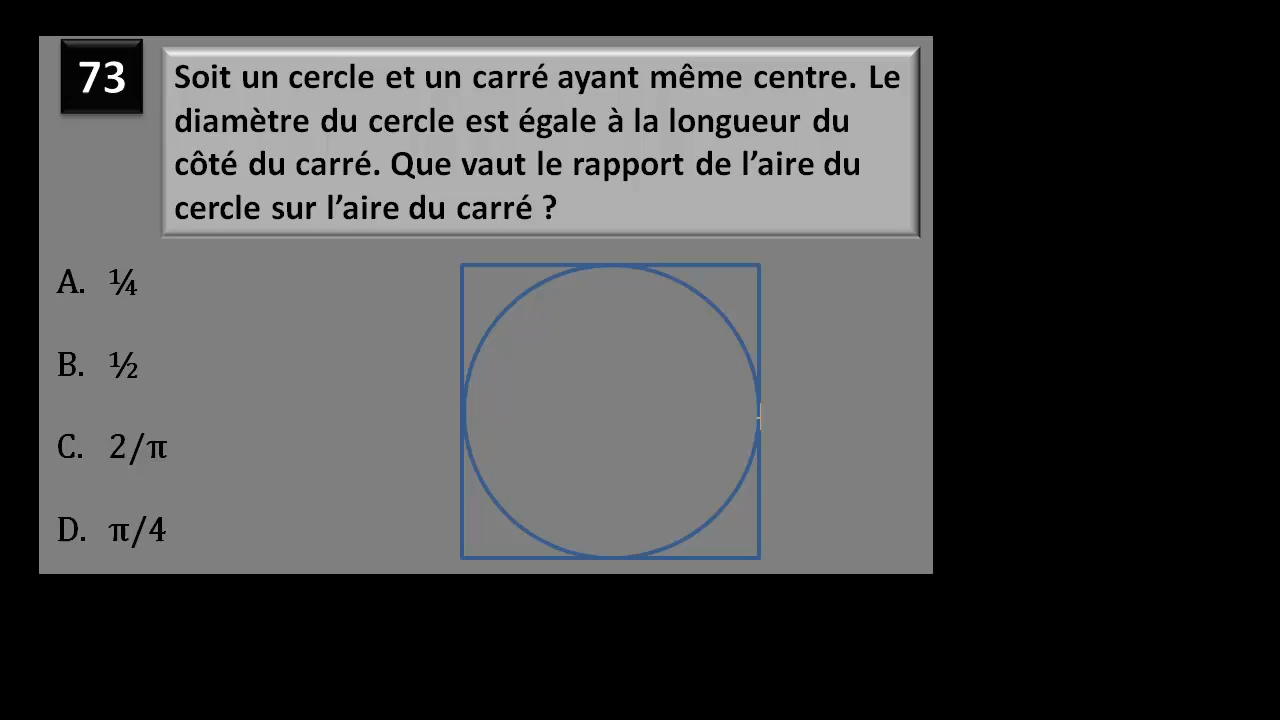 73
Soit un cercle et un carré ayant même centre. Le
diamètre du cercle est égale à la longueur du
côté du carré. Que vaut le rapport de l’aire du
cercle sur l’aire du carré ?
A. ¼
B. ½
C. 2/π
D. π/4